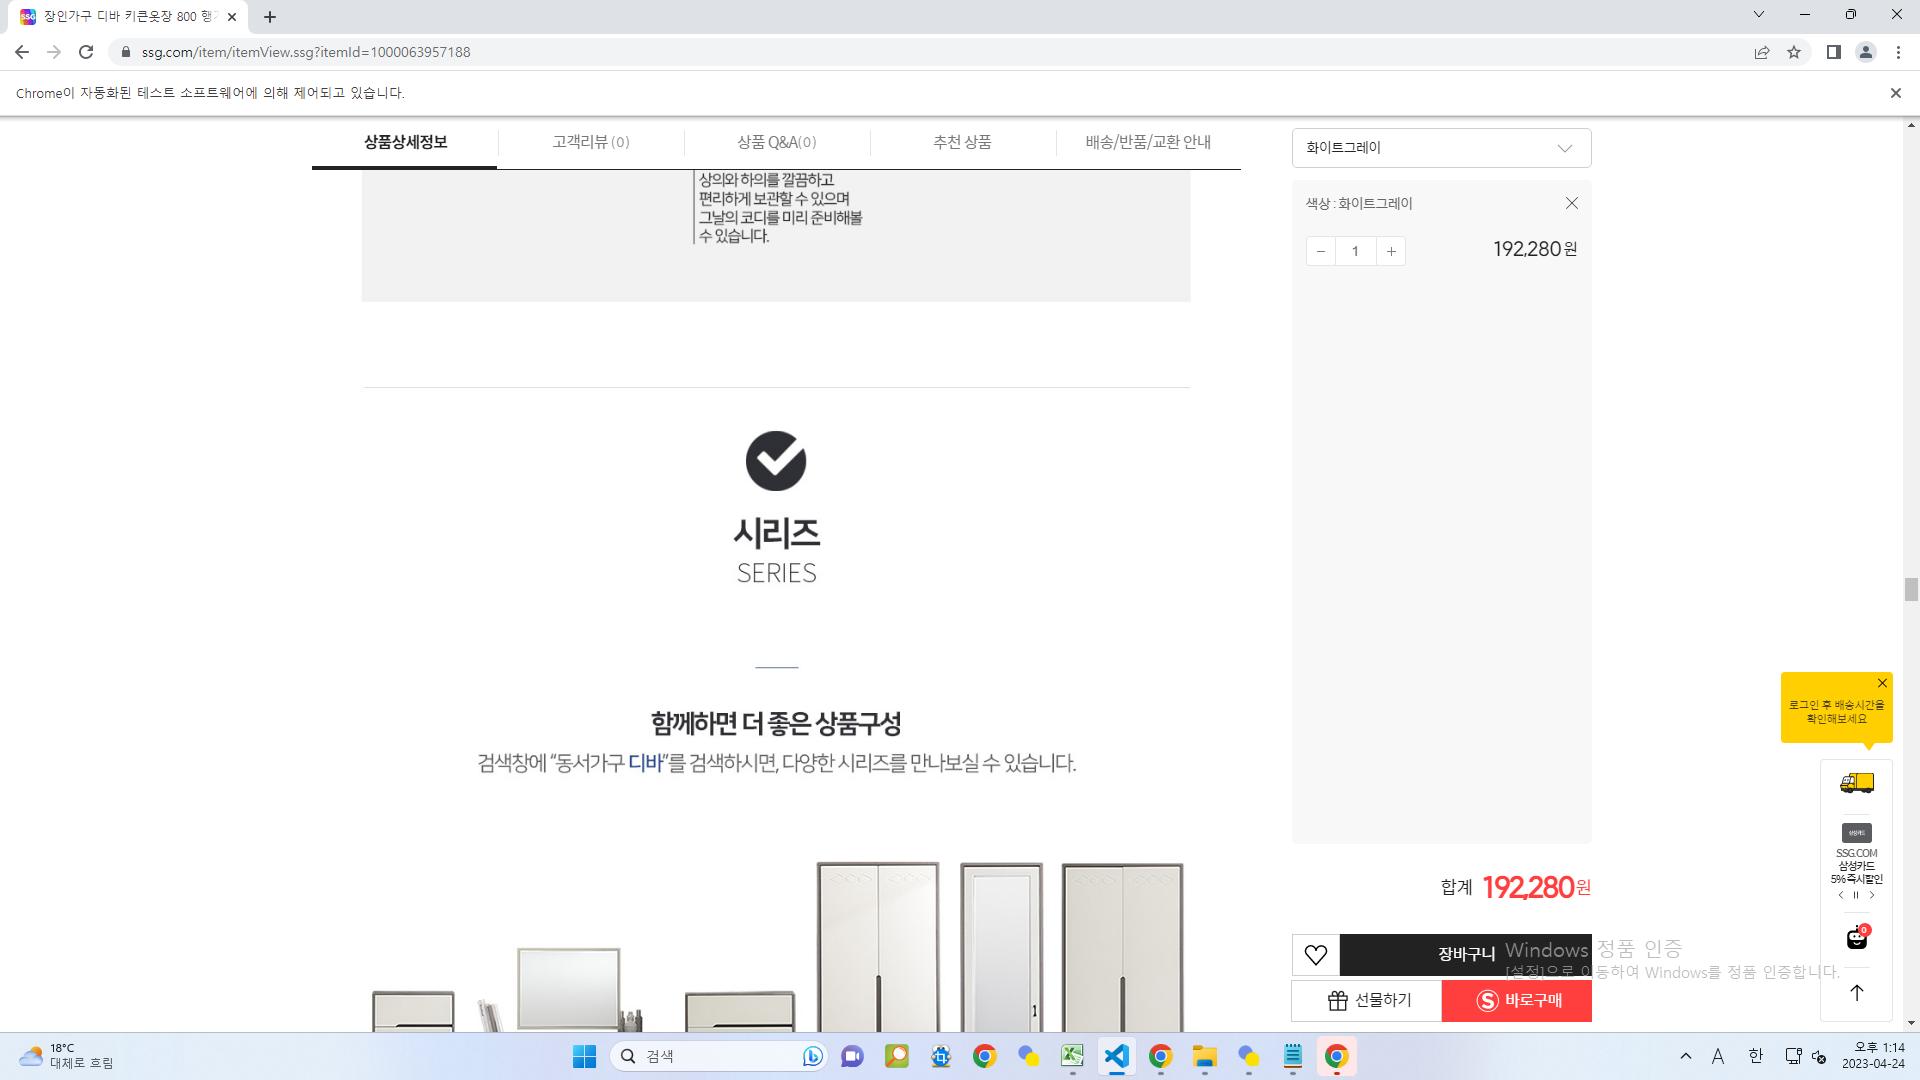 장인가구 디바 키큰옷장 800 행거
ssg.com/item/itemView.ssg?itemId=1000063957188
Chrome이 자동화된 테스트 소프트웨어에 의해 제어되고 있습니다.
상품상세정보
고객리뷰 (0)
상품 Q&A(0)
추천 상품
배송/반품/교환 안내
상의와 하의를 깔끔하고
편리하게 보관할 수 있으며
그날의 코디를 미리 준비해볼
수 있습니다.
시리즈
SERIES
함께하면 더 좋은 상품구성
검색창에 “동서가구 디바”를 검색하시면, 다양한 시리즈를 만나보실 수 있습니다.
화이트그레이
색상 : 화이트그레이
1
192,280원
합계 192,280원
장바구니
선물하기
바로구매
Windows 정품 인증
[설정]으로 이동하여 Windows를 정품 인증합니다.
로그인 후 배송시간을
확인해보세요
삼성카드
SSG.COM
삼성카드
5% 즉시할인
0
18°C
대체로 흐림
검색
A
한
오후 1:14
2023-04-24